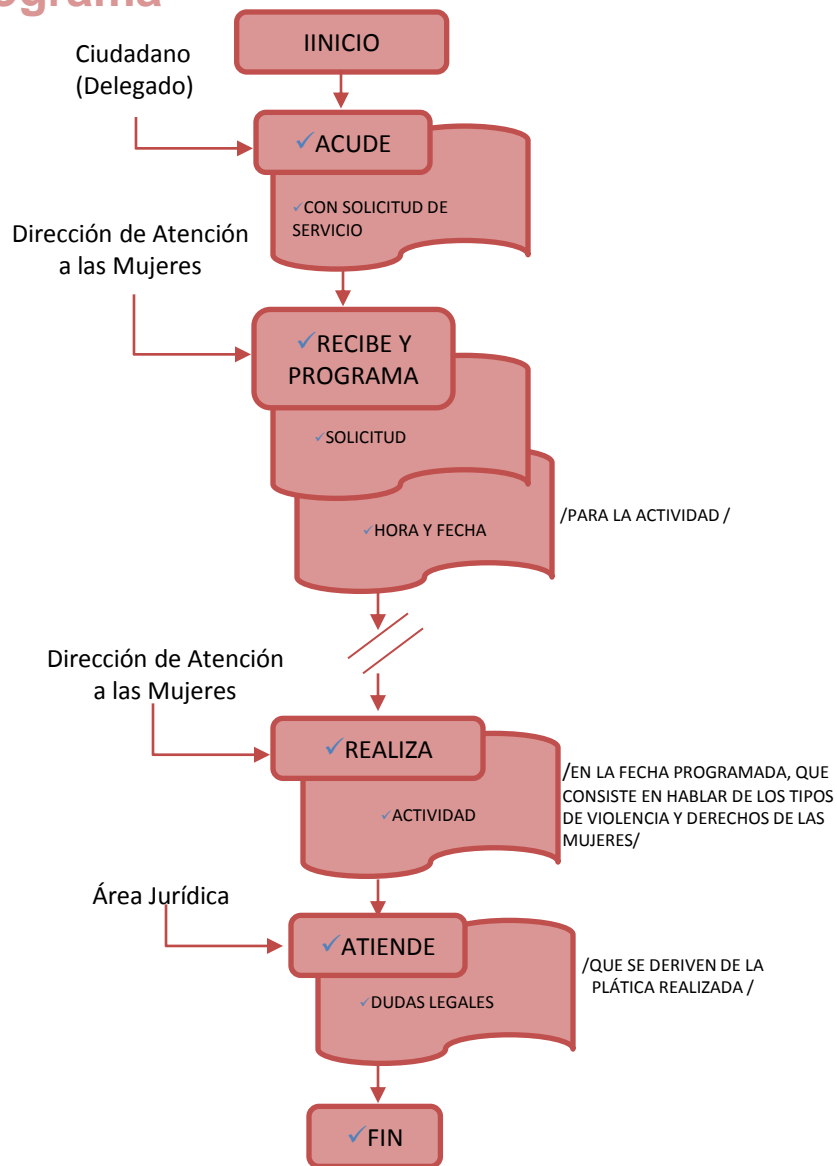 ograma
IINICIO
Ciudadano
(Delegado)
✓ACUDE
✓CON SOLICITUD DE
SERVICIO
Dirección de Atención
a las Mujeres
✓RECIBE Y
PROGRAMA
✓SOLICITUD
✓HORA Y FECHA
/PARA LA ACTIVIDAD /
Dirección de Atención
a las Mujeres
✓REALIZA
✓ACTIVIDAD
/EN LA FECHA PROGRAMADA, QUE
CONSISTE EN HABLAR DE LOS TIPOS
DE VIOLENCIA Y DERECHOS DE LAS
MUJERES/
Área Jurídica
✓ATIENDE
✓DUDAS LEGALES
/QUE SE DERIVEN DE LA
PLÁTICA REALIZADA /
✓FIN